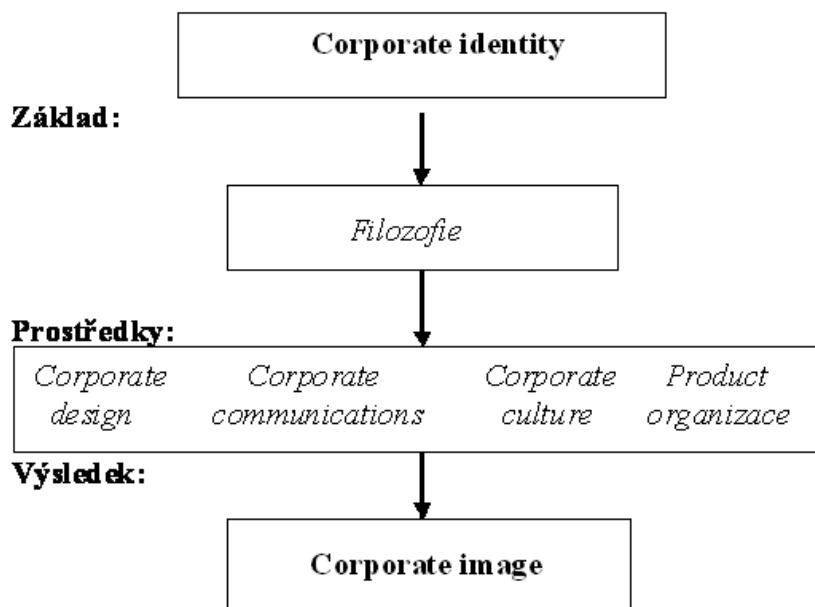 Corporate identity
Základ:
Filozofie
Prostředky:
Corporate Corporate Corporate Product
design communications culture organizace
Výsledek:
Corporate image